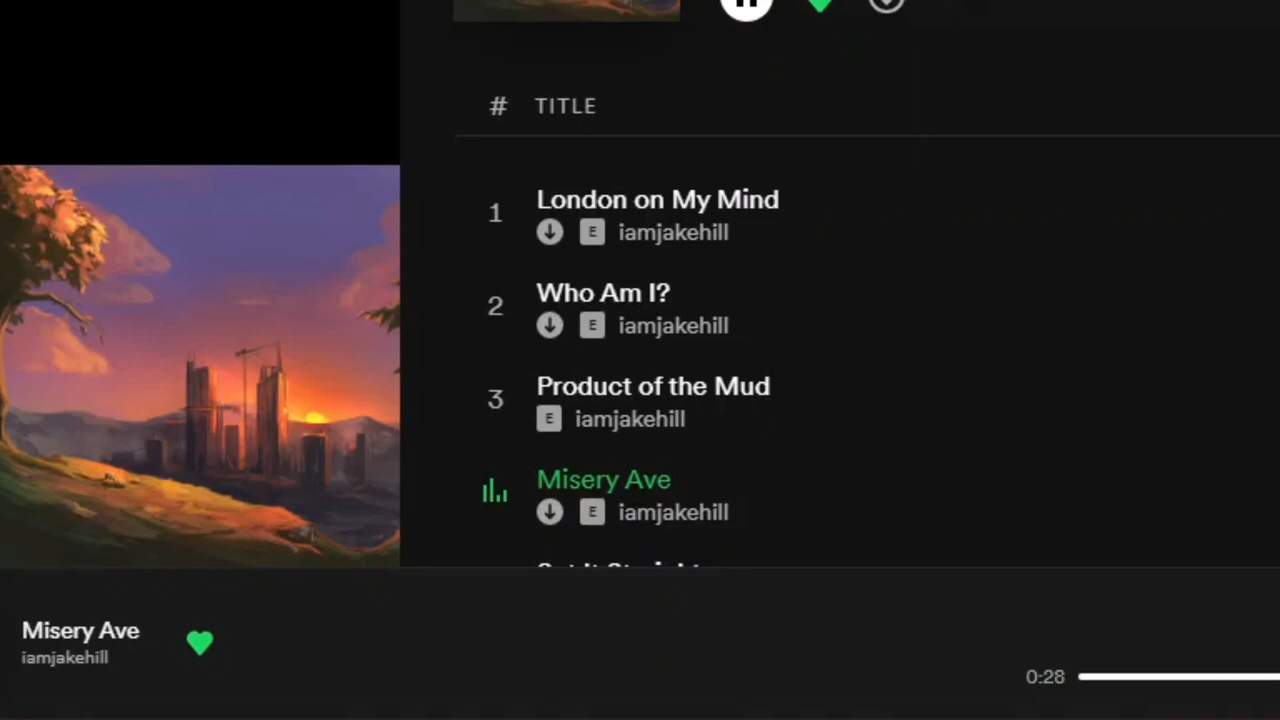 # TITLE
1
London on My Mind
E iamjakehill
2
Who Am I?
E iamjakehill
3
Product of the Mud
E iamjakehill
Misery Ave
E iamjakehill
Misery Ave
iamjakehill
0:28